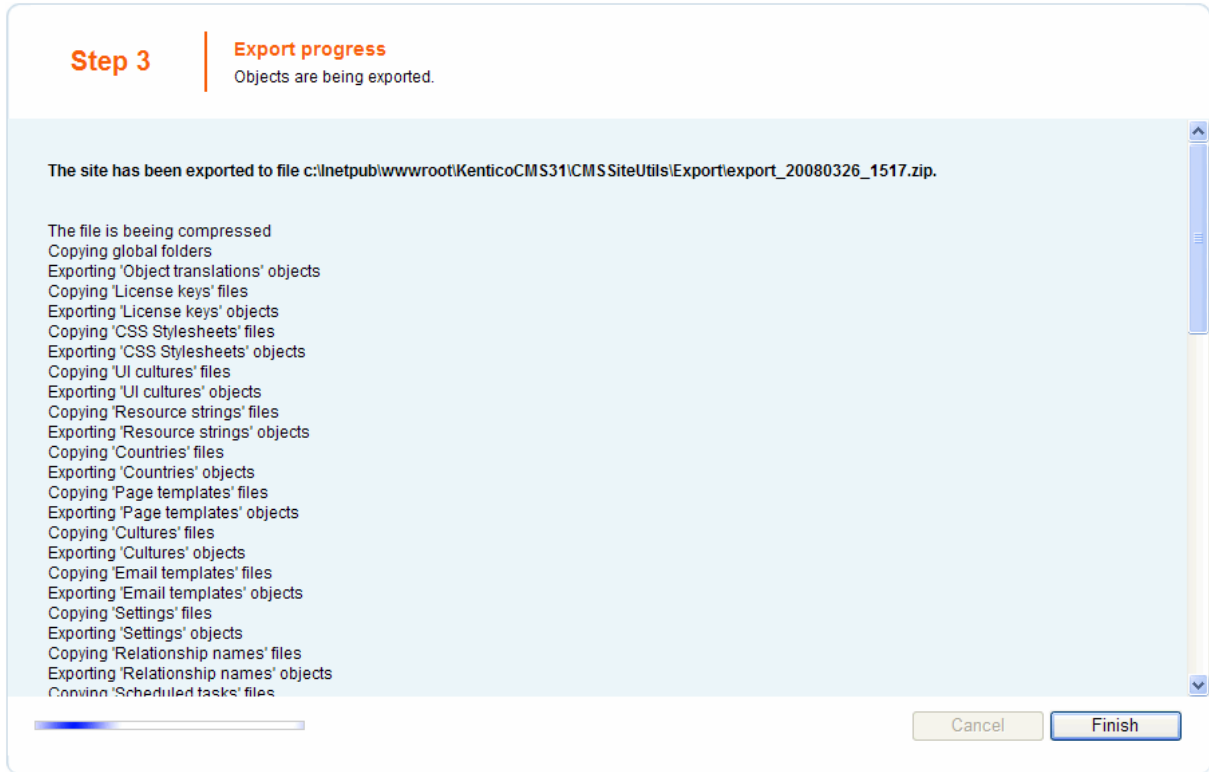 Step 3
Export progress
Objects are being exported.
The site has been exported to file c:\Inetpub\wwwroot\KenticoCMS31\CMSSiteUtils\Export\export_20080326_1517.zip.
The file is beeing compressed
Copying global folders
Exporting 'Object translations' objects
Copying 'License keys' files
Exporting 'License keys' objects
Copying 'CSS Stylesheets' files
Exporting 'CSS Stylesheets' objects
Copying 'UI cultures' files
Exporting 'UI cultures' objects
Copying 'Resource strings' files
Exporting 'Resource strings' objects
Copying 'Countries' files
Exporting 'Countries' objects
Copying 'Page templates' files
Exporting 'Page templates' objects
Copying 'Cultures' files
Exporting 'Cultures' objects
Copying 'Email templates' files
Exporting 'Email templates' objects
Copying 'Settings' files
Exporting 'Settings' objects
Copying 'Relationship names' files
Exporting 'Relationship names' objects
Copying 'Scheduled tasks' files
Cancel
Finish